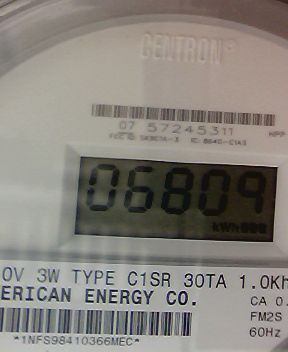 CENTRON®
07 57245311
06809
kWh
0V 3W TYPE C1SR 30TA 1.0Kh
ERICAN ENERGY CO.
CA 0.
FM2S
60Hz
*1NFS98410366MEC*